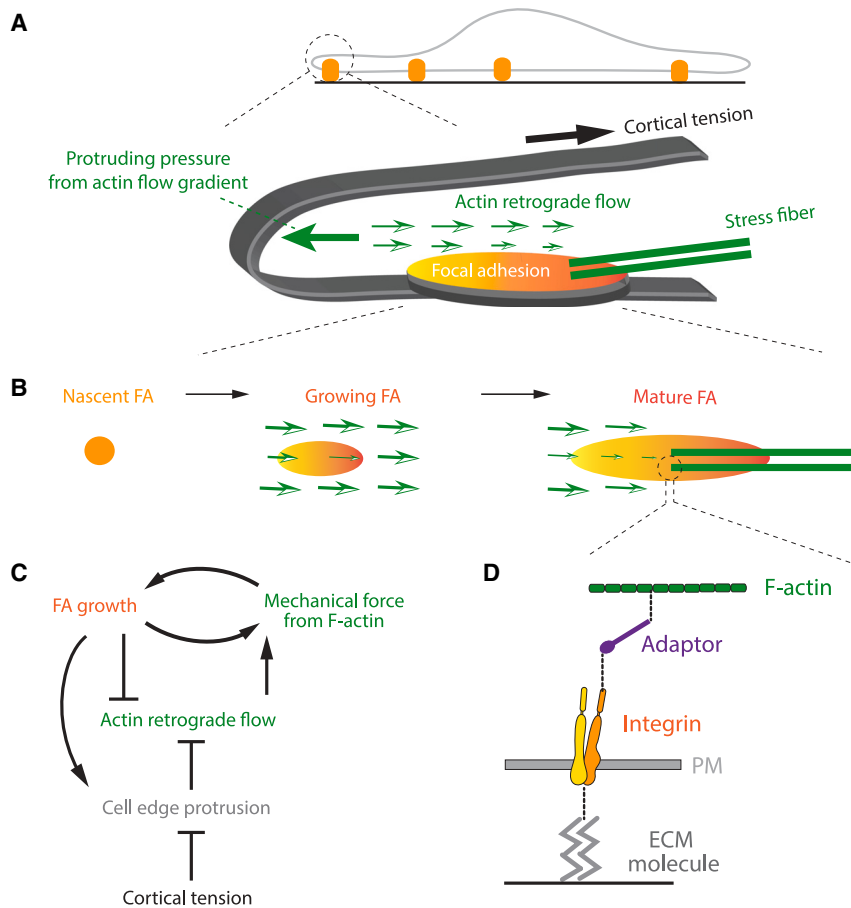 A
Cortical tension
Protruding pressure
from actin flow gradient
Actin retrograde flow
Stress fiber
Focal adhesion
B
Nascent FA
Growing FA
Mature FA
C
FA growth
Mechanical force
from F-actin
Actin retrograde flow
Cell edge protrusion
Cortical tension
D
F-actin
Adaptor
Integrin
PM
ECM
molecule